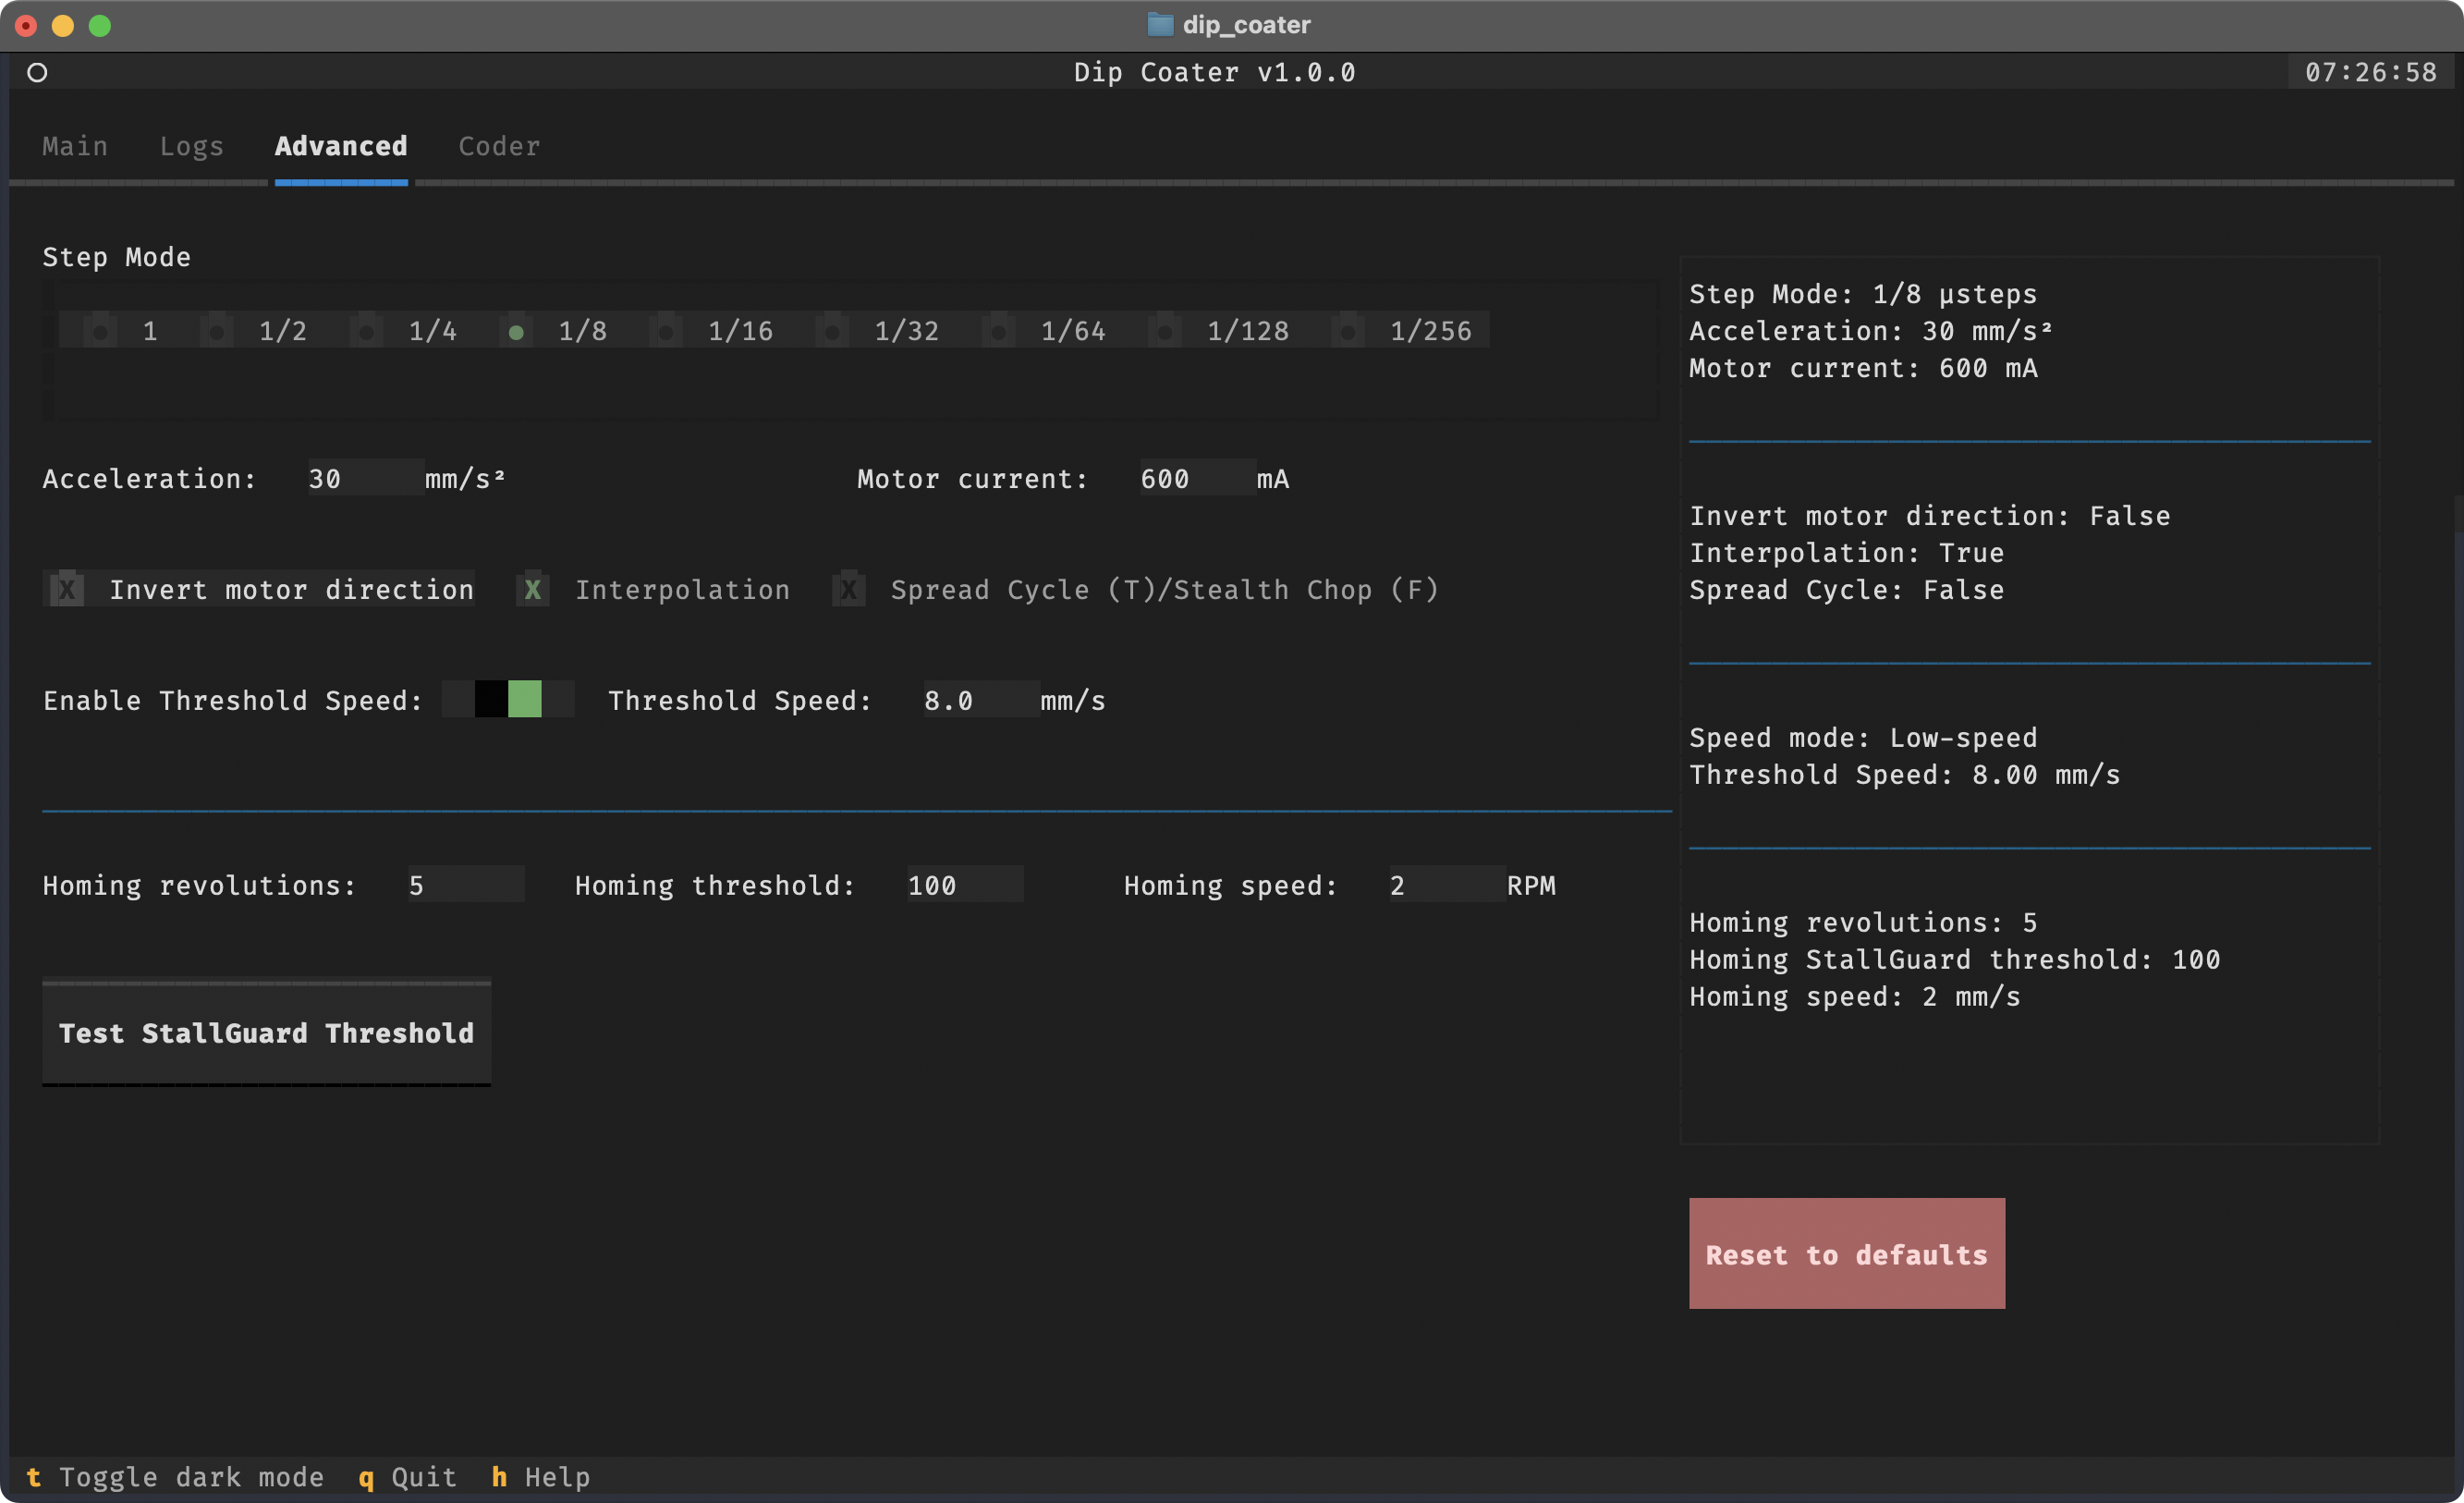 dip_coater
Dip Coater v1.0.0
07:26:58
Main Logs Advanced Coder
Step Mode
1 1/2 1/4 1/8 1/16 1/32 1/64 1/128 1/256
Acceleration: 30 mm/s² Motor current: 600 mA
X Invert motor direction X Interpolation X Spread Cycle (T)/Stealth Chop (F)
Enable Threshold Speed: Threshold Speed: 8.0 mm/s
Homing revolutions: 5 Homing threshold: 100 Homing speed: 2 RPM
Test StallGuard Threshold
Step Mode: 1/8 µsteps
Acceleration: 30 mm/s²
Motor current: 600 mA
Invert motor direction: False
Interpolation: True
Spread Cycle: False
Speed mode: Low-speed
Threshold Speed: 8.00 mm/s
Homing revolutions: 5
Homing StallGuard threshold: 100
Homing speed: 2 mm/s
Reset to defaults
t Toggle dark mode q Quit h Help